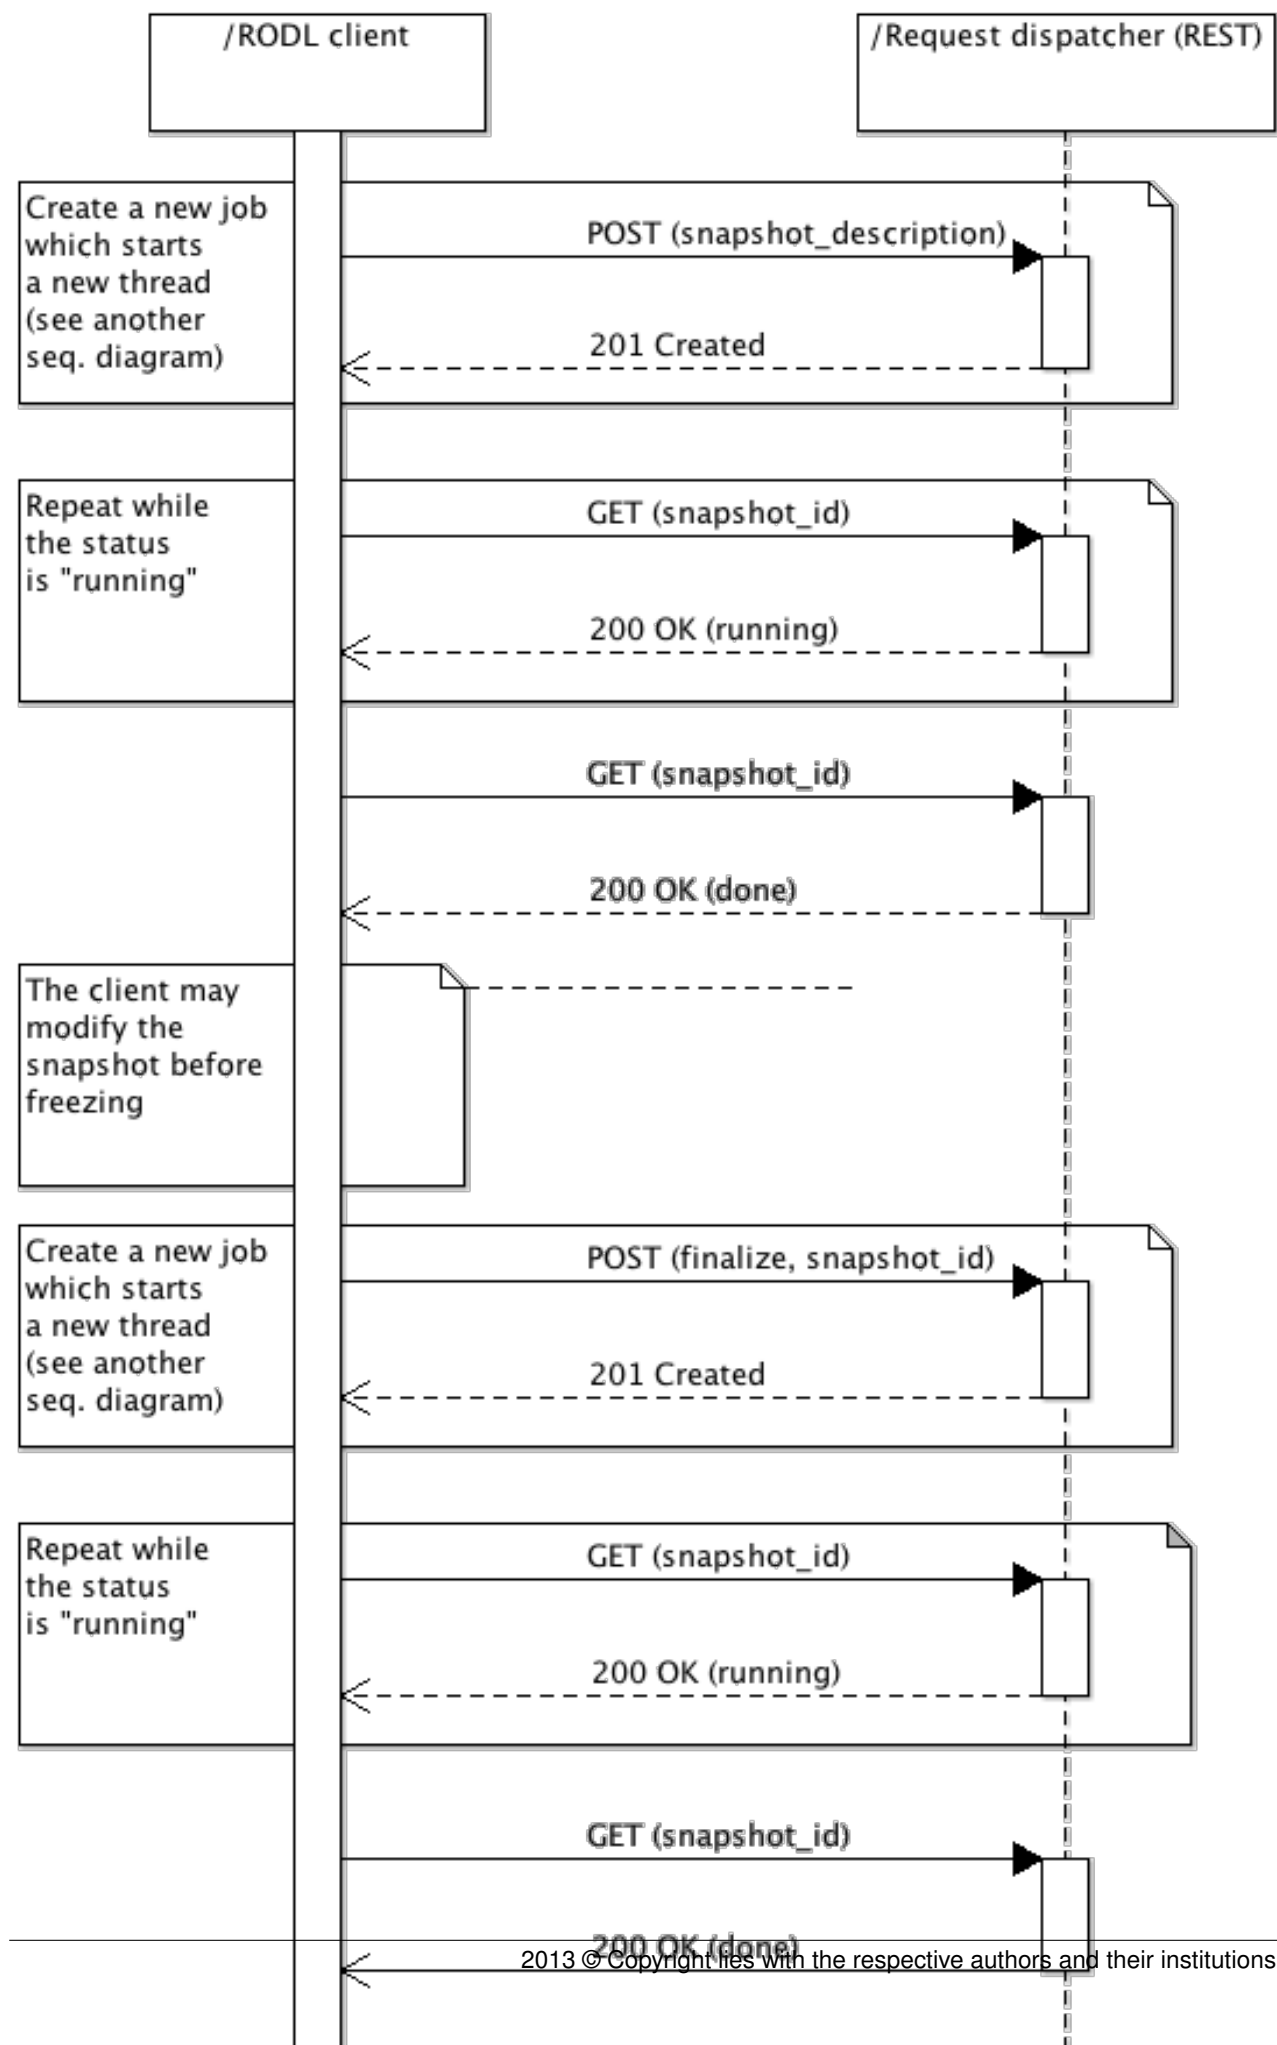 /RODL client
/Request dispatcher (REST)
Create a new job
which starts
a new thread
(see another
seq. diagram)
POST (snapshot_description)
201 Created
Repeat while
the status
is "running"
GET (snapshot_id)
200 OK (running)
GET (snapshot_id)
200 OK (done)
The client may
modify the
snapshot before
freezing
Create a new job
which starts
a new thread
(see another
seq. diagram)
POST (finalize, snapshot_id)
201 Created
Repeat while
the status
is "running"
GET (snapshot_id)
200 OK (running)
GET (snapshot_id)
200 OK (done)
2013 © Copyright lies with the respective authors and their institutions